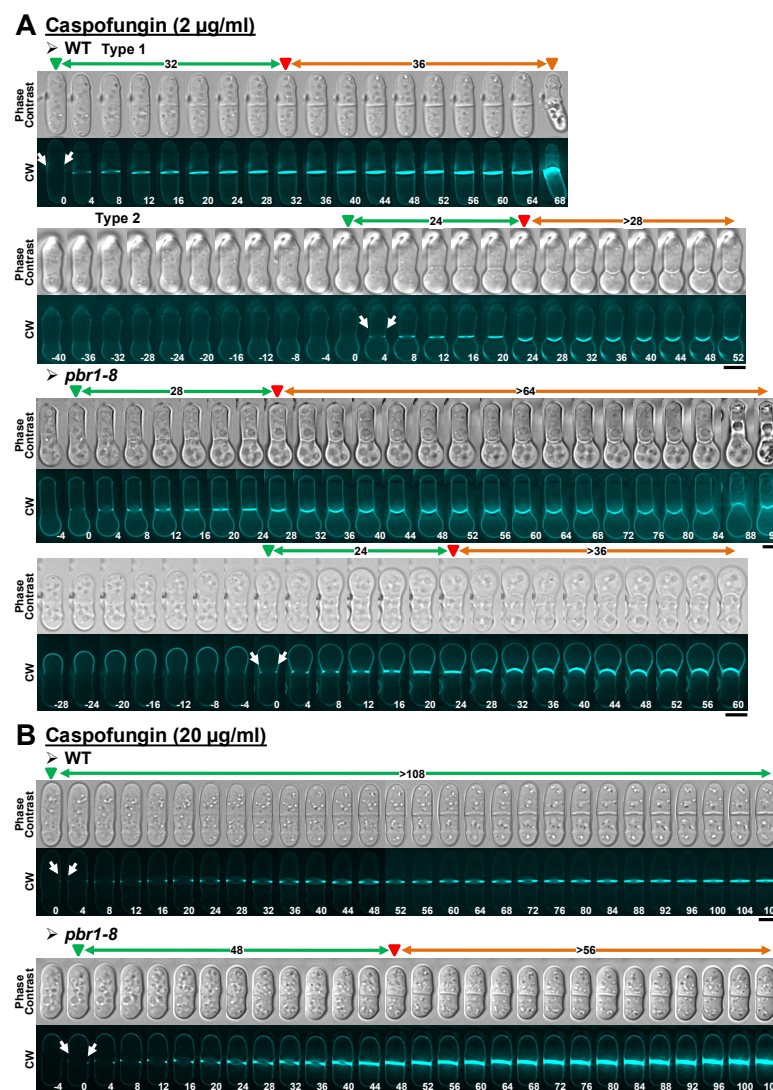 A Caspofungin (2 µg/ml)
➢ WT Type 1
32 36
Phase Contrast
CW
0 4 8 12 16 20 24 28 32 36 40 44 48 52 56 60 64 68
Type 2
24 >28
Phase Contrast
CW
-40 -36 -32 -28 -24 -20 -16 -12 -8 -4 0 4 8 12 16 20 24 28 32 36 40 44 48 52
➢ pbr1-8
28 >64
Phase Contrast
CW
-4 0 4 8 12 16 20 24 28 32 36 40 44 48 52 56 60 64 68 72 76 80 84 88
24 >36
Phase Contrast
CW
-28 -24 -20 -16 -12 -8 -4 0 4 8 12 16 20 24 28 32 36 40 44 48 52 56 60
B Caspofungin (20 µg/ml)
➢ WT
>108
Phase Contrast
CW
0 4 8 12 16 20 24 28 32 36 40 44 48 52 56 60 64 68 72 76 80 84 88 92 96 100 104
➢ pbr1-8
48 >56
Phase Contrast
CW
-4 0 4 8 12 16 20 24 28 32 36 40 44 48 52 56 60 64 68 72 76 80 84 88 92 96 100